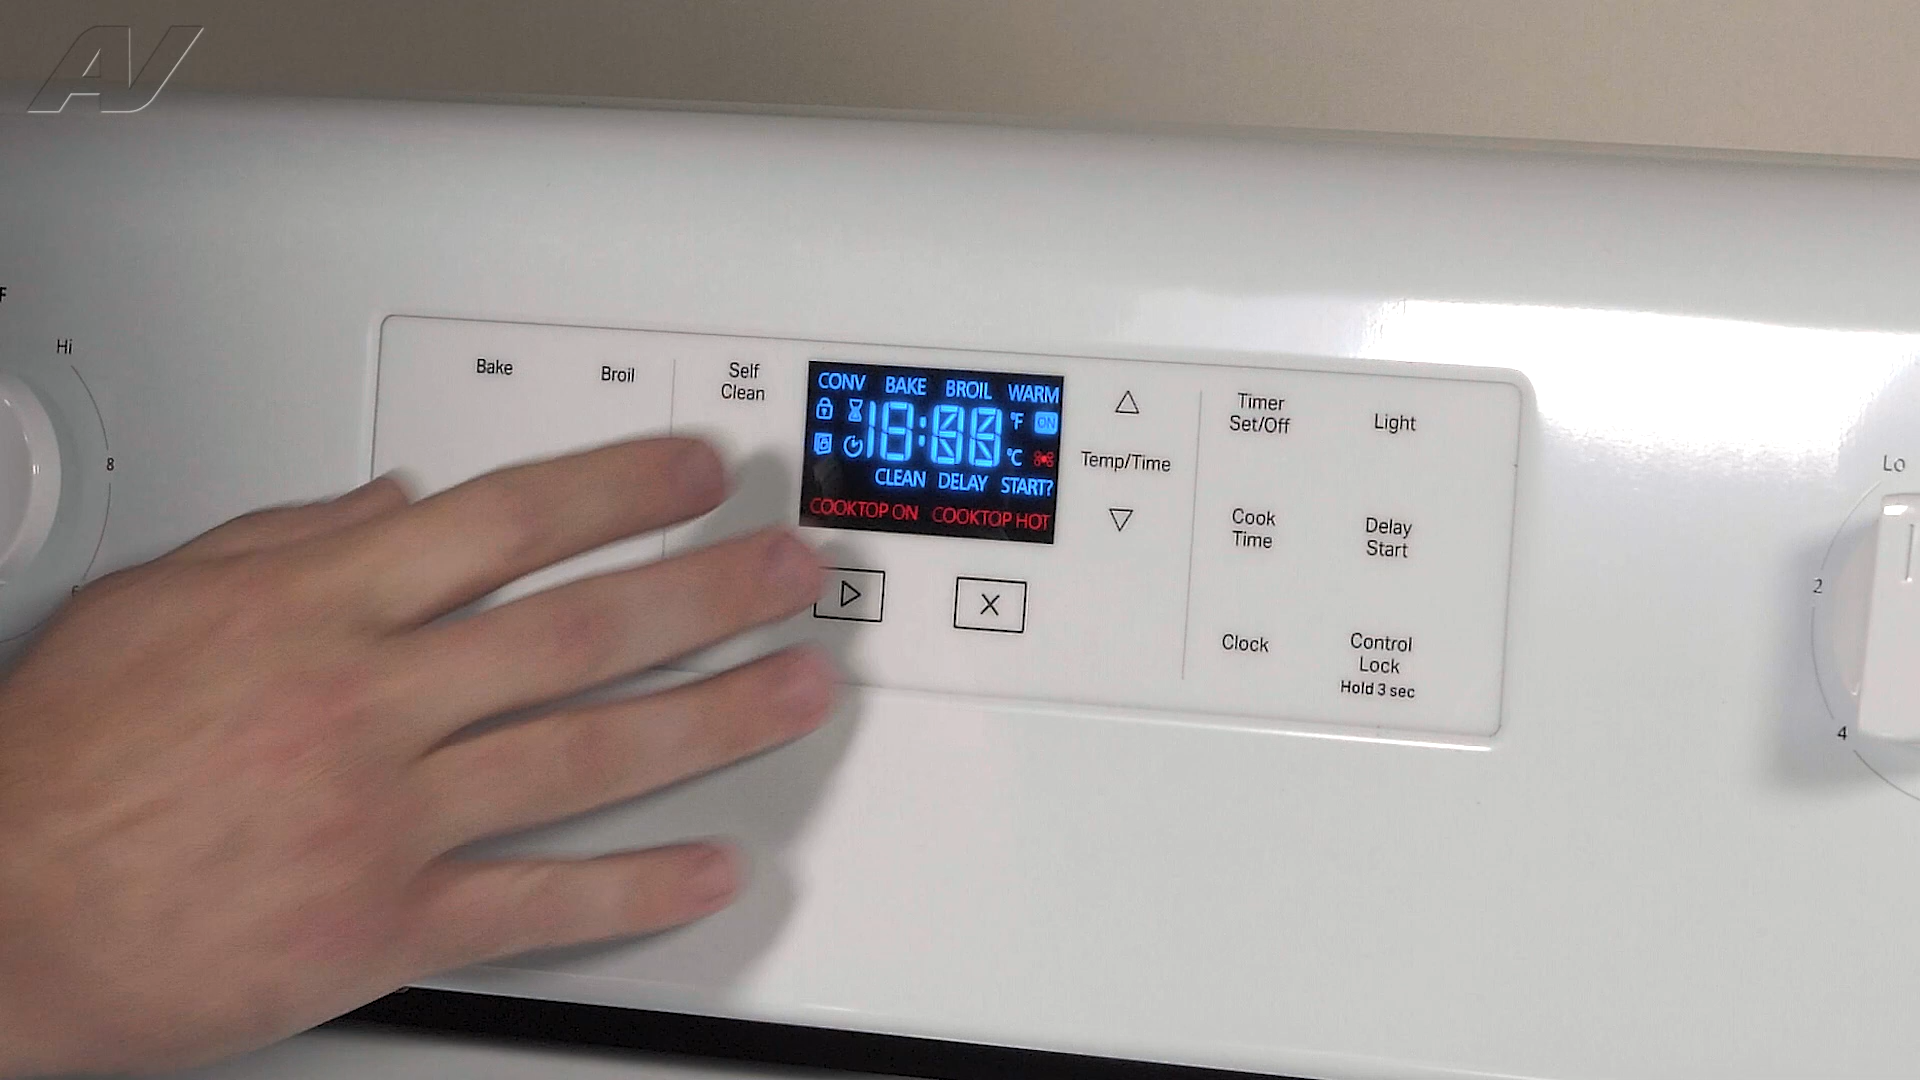 AV
F
Hi
8
6
Bake
Broil
Self
Clean
CONV BAKE BROIL WARM
18:88 °F ON
°C
CLEAN DELAY START?
COOKTOP ON COOKTOP HOT
Temp/Time
X
Timer
Set/Off
Light
Cook
Time
Delay
Start
Clock
Control
Lock
Hold 3 sec
Lo
2
4